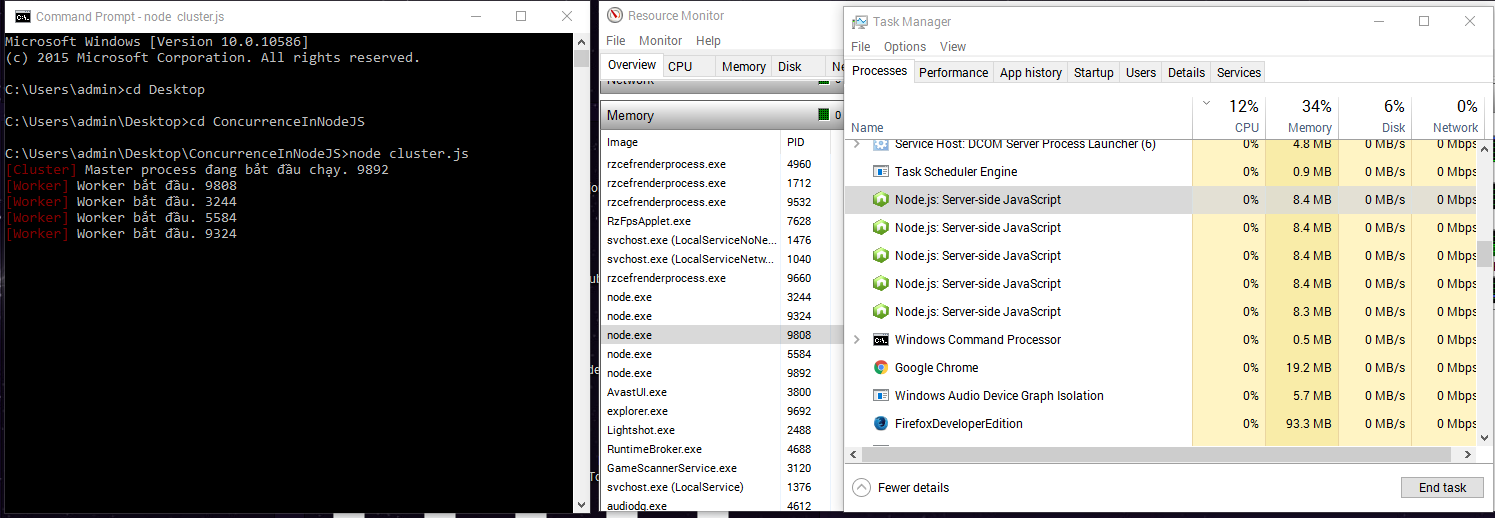 Command Prompt - node cluster.js
Microsoft Windows [Version 10.0.10586]
(c) 2015 Microsoft Corporation. All rights reserved.
C:\Users\admin>cd Desktop
C:\Users\admin\Desktop>cd ConcurrenceInNodeJS
C:\Users\admin\Desktop\ConcurrenceInNodeJS>node cluster.js
[Cluster] Master process đang bắt đầu chạy. 9892
[Worker] Worker bắt đầu. 9808
[Worker] Worker bắt đầu. 3244
[Worker] Worker bắt đầu. 5584
[Worker] Worker bắt đầu. 9324
Resource Monitor
File Monitor Help
Overview CPU Memory Disk
Network
Memory 0
Image PID
rzcefrenderprocess.exe 4960
rzcefrenderprocess.exe 1712
rzcefrenderprocess.exe 9532
RzFpsApplet.exe 7628
svchost.exe (LocalServiceNoNe... 1476
svchost.exe (LocalServiceNetw... 1040
rzcefrenderprocess.exe 9660
node.exe 3244
node.exe 9324
node.exe 9808
node.exe 5584
node.exe 9892
AvastUI.exe 3800
explorer.exe 9692
Lightshot.exe 2488
RuntimeBroker.exe 4688
GameScannerService.exe 3120
svchost.exe (LocalService) 1376
audiodg.exe 4612
Task Manager
File Options View
Processes Performance App history Startup Users Details Services
12% 34% 6% 0%
Name CPU Memory Disk Network
Service Host: DCOM Server Process Launcher (6) 0% 4.8 MB 0 MB/s 0 Mbps
Task Scheduler Engine 0% 0.9 MB 0 MB/s 0 Mbps
Node.js: Server-side JavaScript 0% 8.4 MB 0 MB/s 0 Mbps
Node.js: Server-side JavaScript 0% 8.4 MB 0 MB/s 0 Mbps
Node.js: Server-side JavaScript 0% 8.4 MB 0 MB/s 0 Mbps
Node.js: Server-side JavaScript 0% 8.4 MB 0 MB/s 0 Mbps
Node.js: Server-side JavaScript 0% 8.3 MB 0 MB/s 0 Mbps
Windows Command Processor 0% 0.5 MB 0 MB/s 0 Mbps
Google Chrome 0% 19.2 MB 0 MB/s 0 Mbps
Windows Audio Device Graph Isolation 0% 5.7 MB 0 MB/s 0 Mbps
FirefoxDeveloperEdition 0% 93.3 MB 0 MB/s 0 Mbps
Fewer details
End task